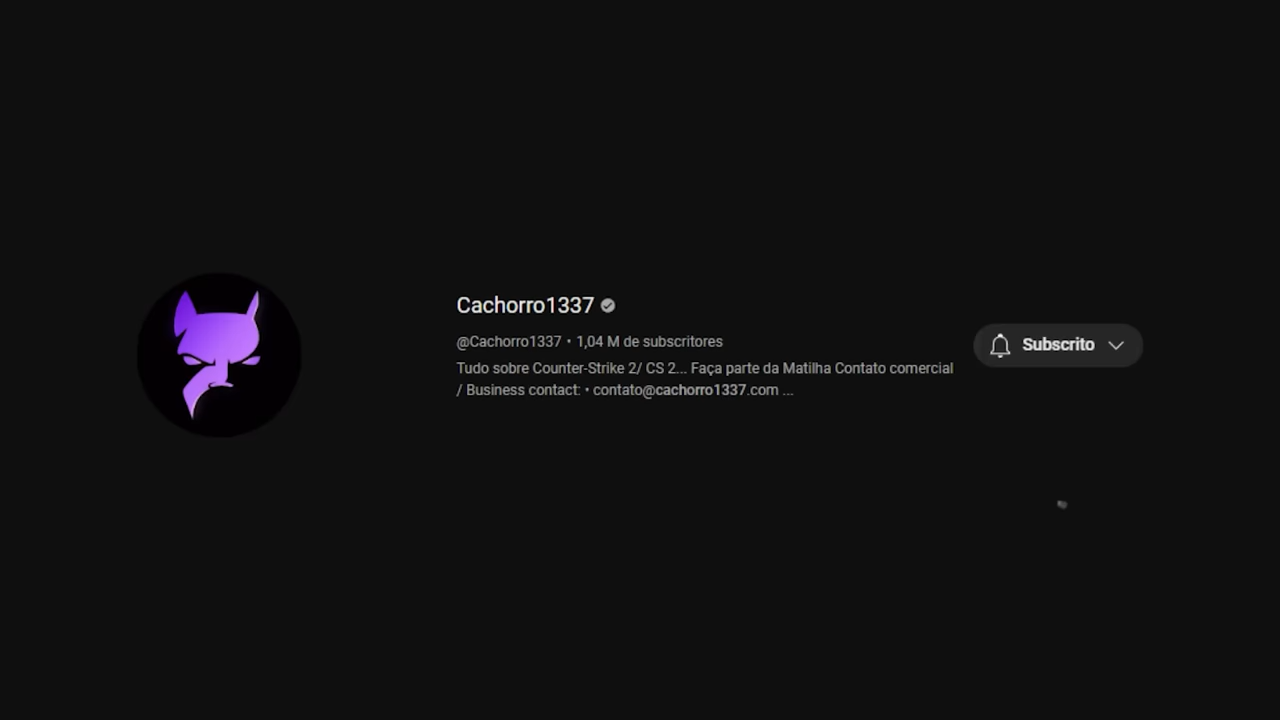 Cachorro1337
@Cachorro1337 • 1,04 M de subscritores
Tudo sobre Counter-Strike 2/ CS 2... Faça parte da Matilha Contato comercial
/ Business contact: • contato@cachorro1337.com ...
Subscrito